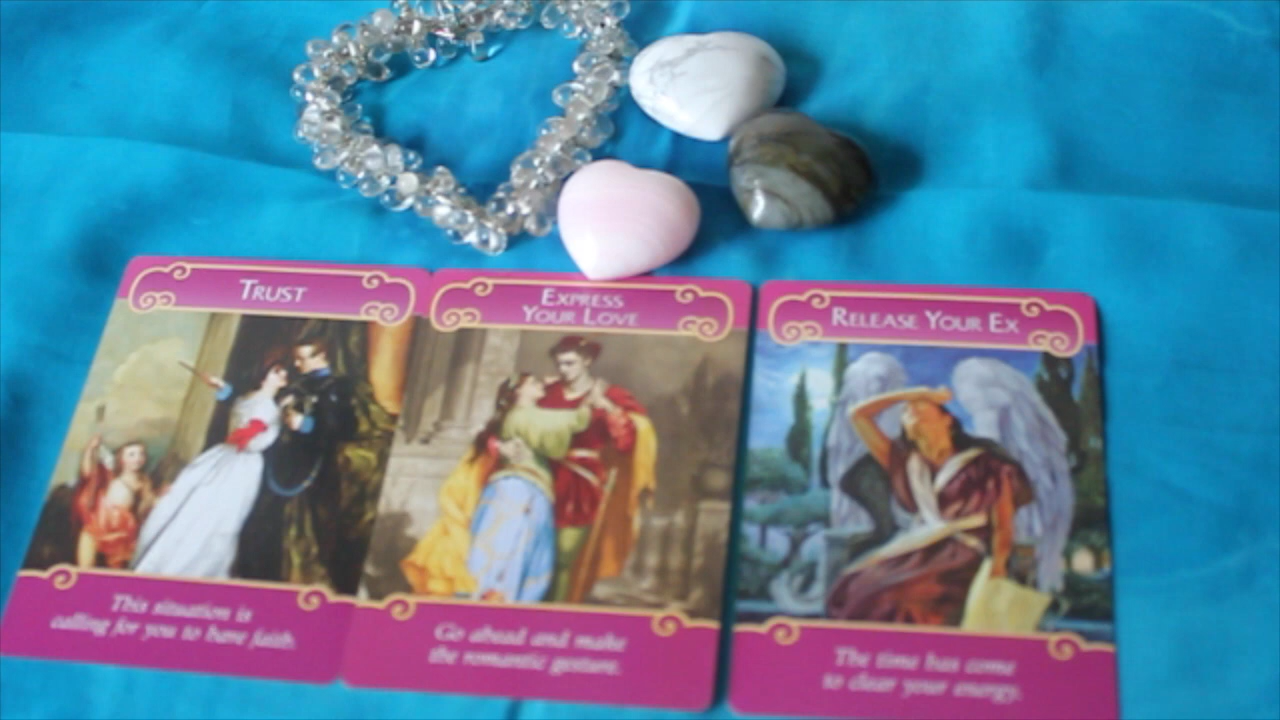 TRUST
EXPRESS
YOUR LOVE
RELEASE YOUR EX
This situation is
calling for you to have faith.
Go ahead and make
the romantic gesture.
The time has come
to clear your energy.